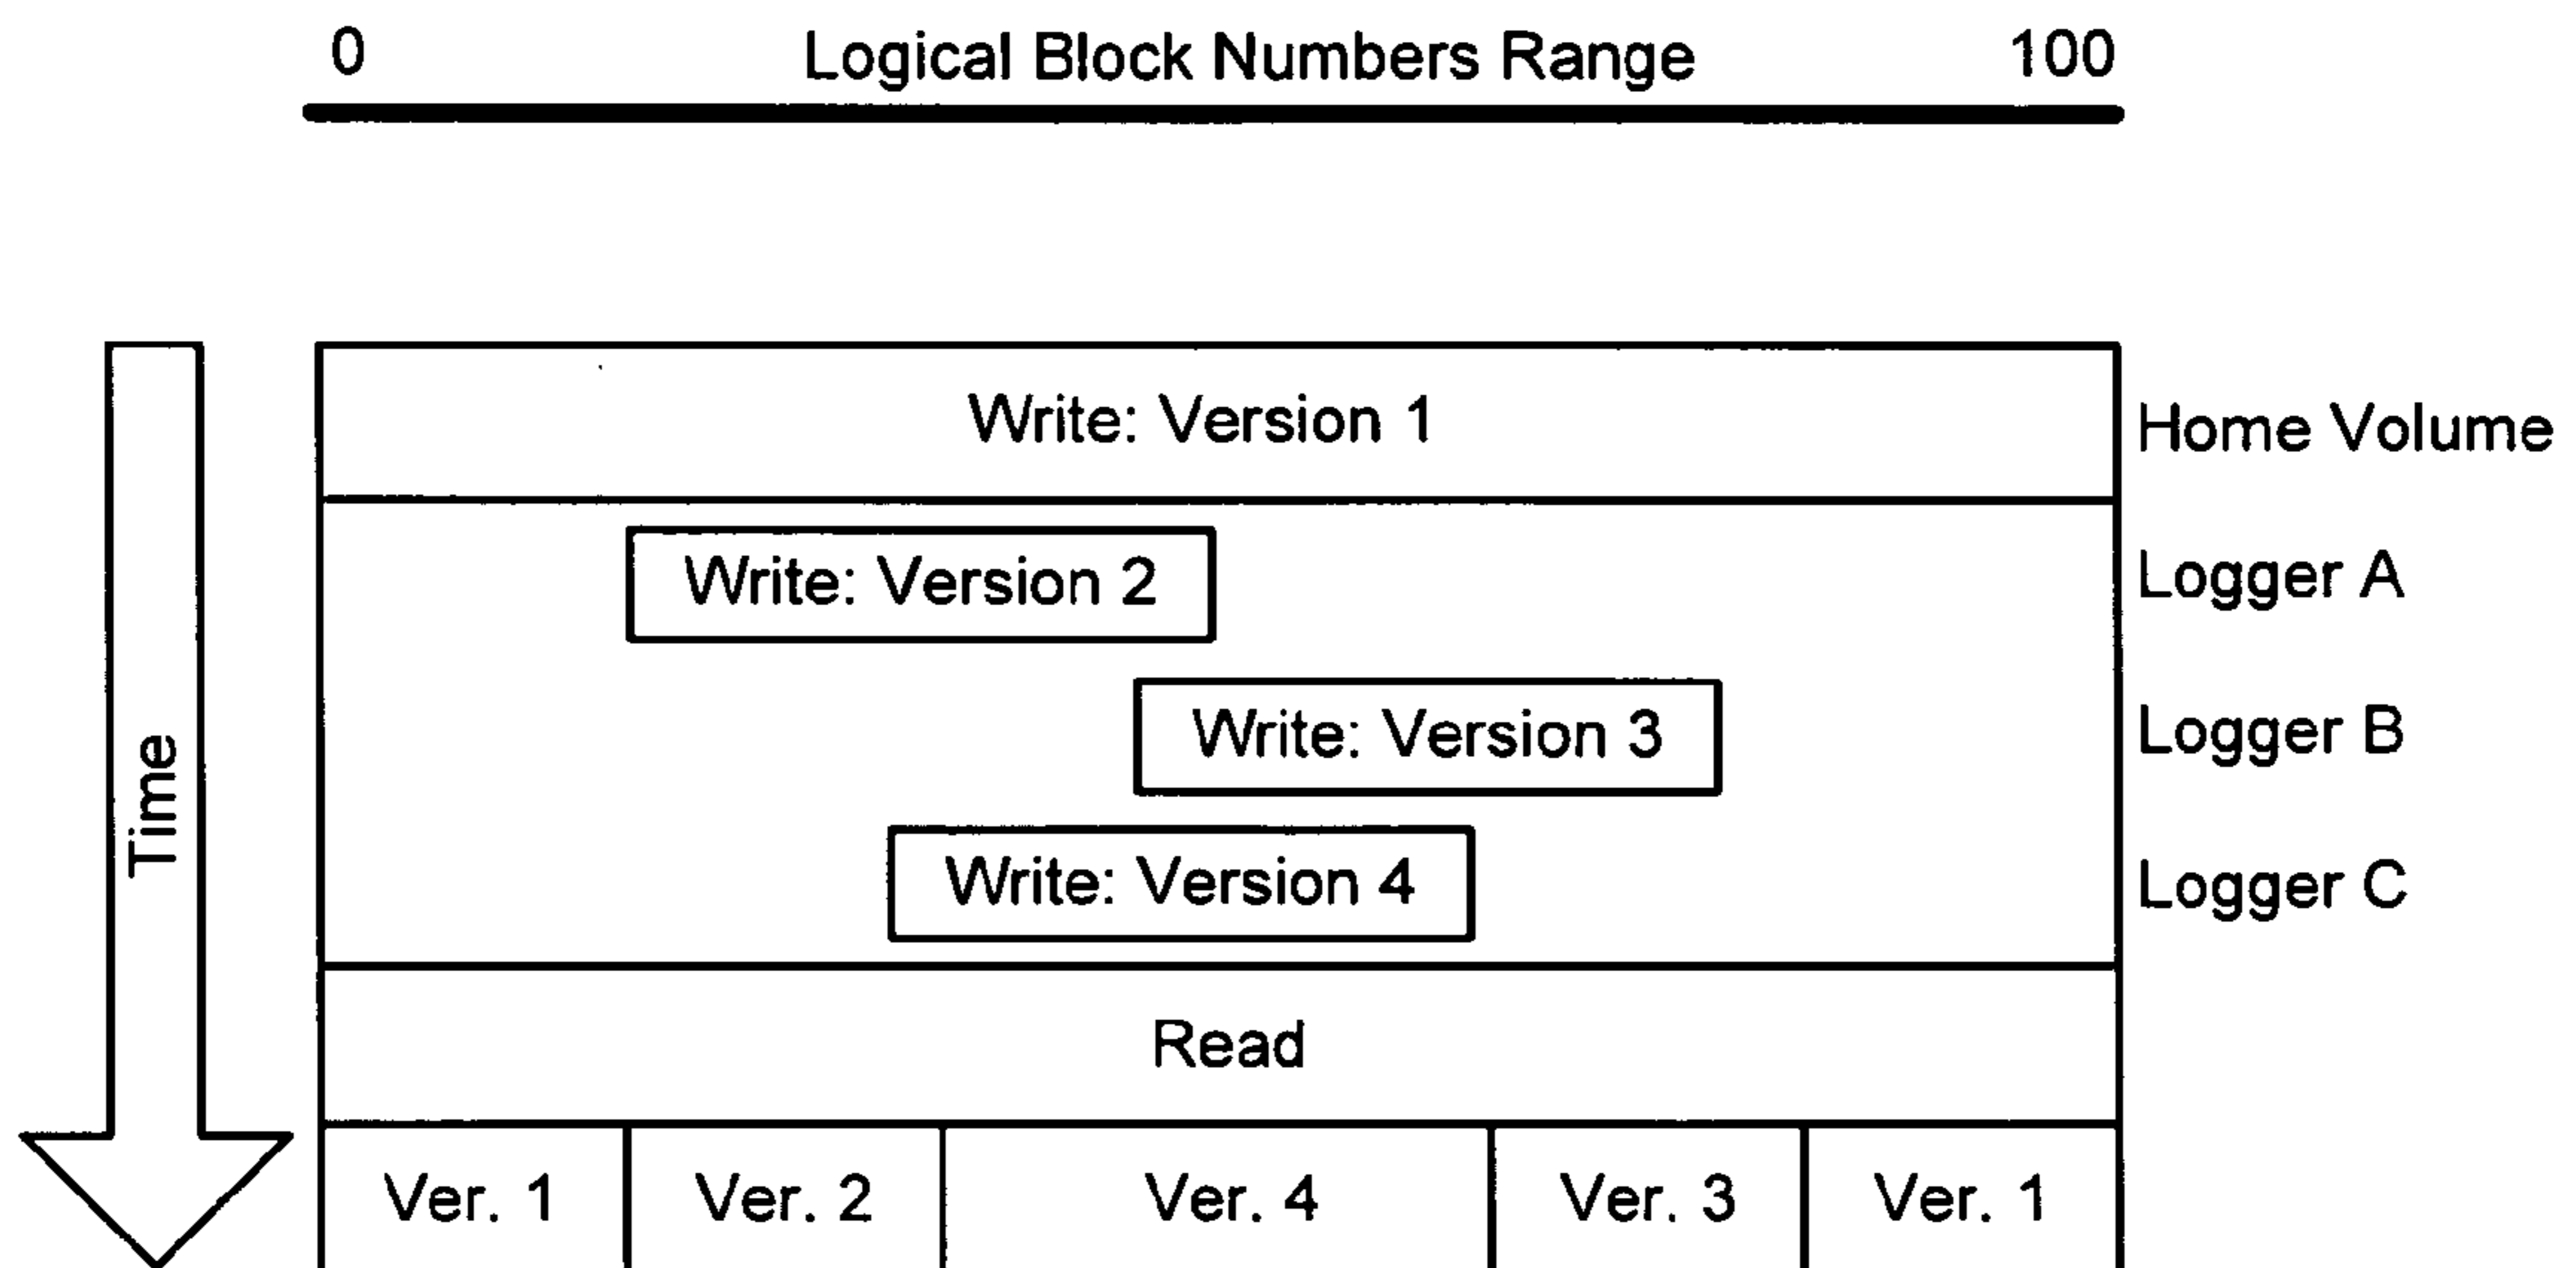 0 Logical Block Numbers Range 100
Write: Version 1 Home Volume
Write: Version 2 Logger A
Write: Version 3 Logger B
Write: Version 4 Logger C
Time
Read
Ver. 1 Ver. 2 Ver. 4 Ver. 3 Ver. 1